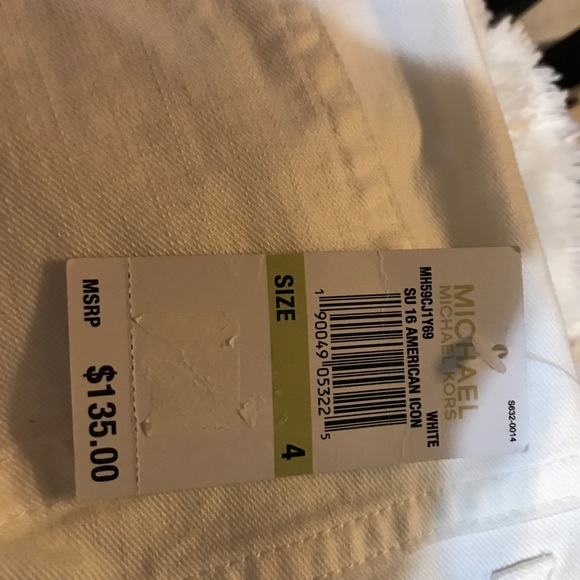 S632-0014
MICHAEL
MICHAEL KORS
MH59CJ1Y69 WHITE
SU 16 AMERICAN ICON
1 90049 05322 5
SIZE 4
MSRP $135.00